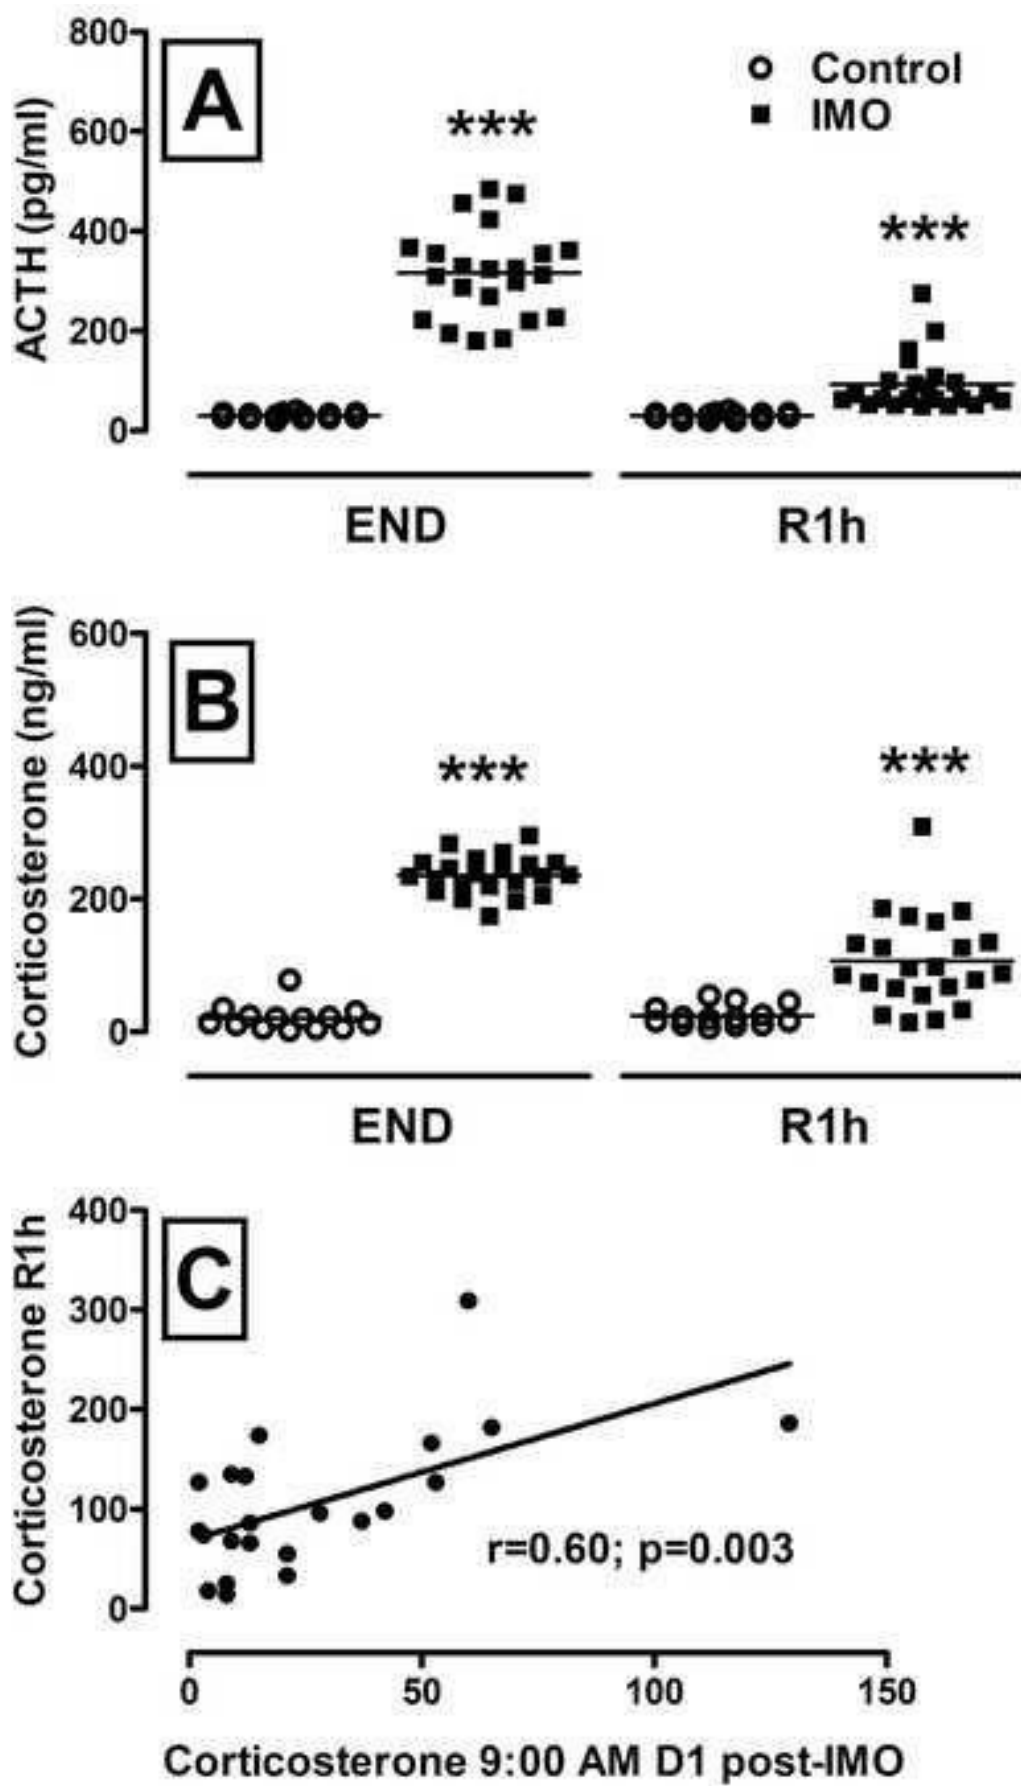 A
ACTH (pg/ml)
800
600
400
200
0
Control
IMO
***
***
END
R1h
B
Corticosterone (ng/ml)
600
400
200
0
***
***
END
R1h
C
Corticosterone R1h
400
300
200
100
0
r=0.60; p=0.003
0 50 100 150
Corticosterone 9:00 AM D1 post-IMO